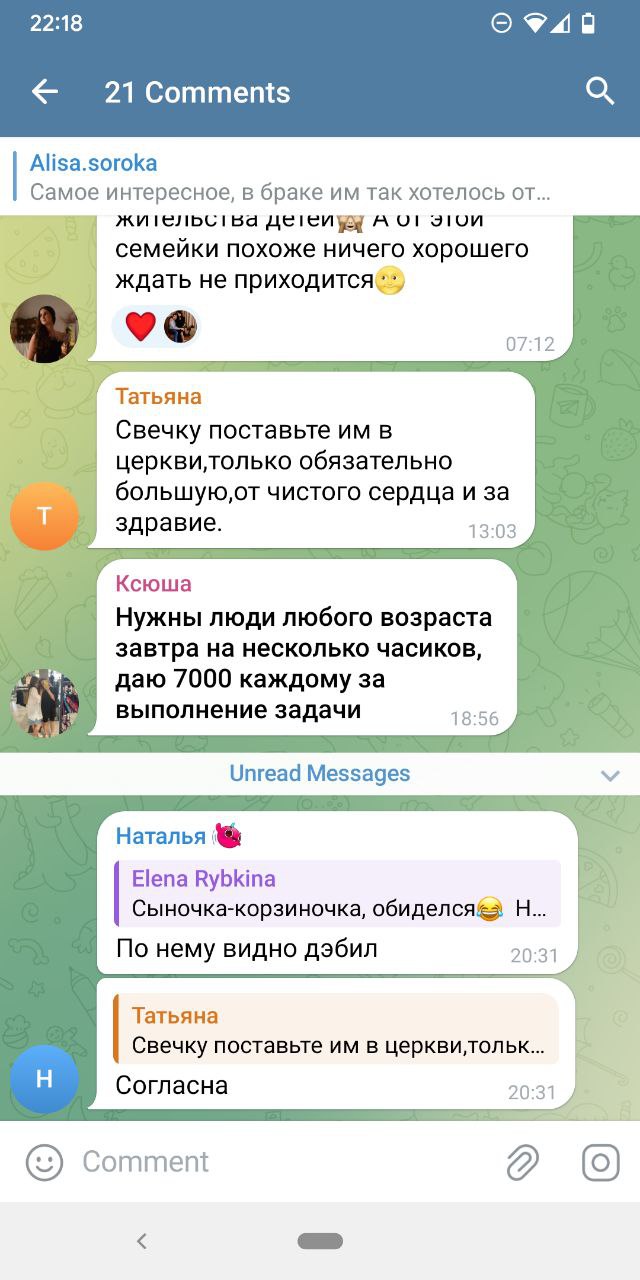 22:18
21 Comments
Alisa.soroka
Самое интересное, в браке им так хотелось от...
жительства детей🙈 А от этой
семейки похоже ничего хорошего
ждать не приходится🌝
07:12
Татьяна
Свечку поставьте им в
церкви,только обязательно
большую,от чистого сердца и за
здравие.
13:03
Т
Ксюша
Нужны люди любого возраста
завтра на несколько часиков,
даю 7000 каждому за
выполнение задачи
18:56
Unread Messages
Наталья
Elena Rybkina
Сыночка-корзиночка, обиделся😂 Н...
По нему видно дэбил
20:31
Татьяна
Свечку поставьте им в церкви,тольк...
Согласна
20:31
Н
Comment